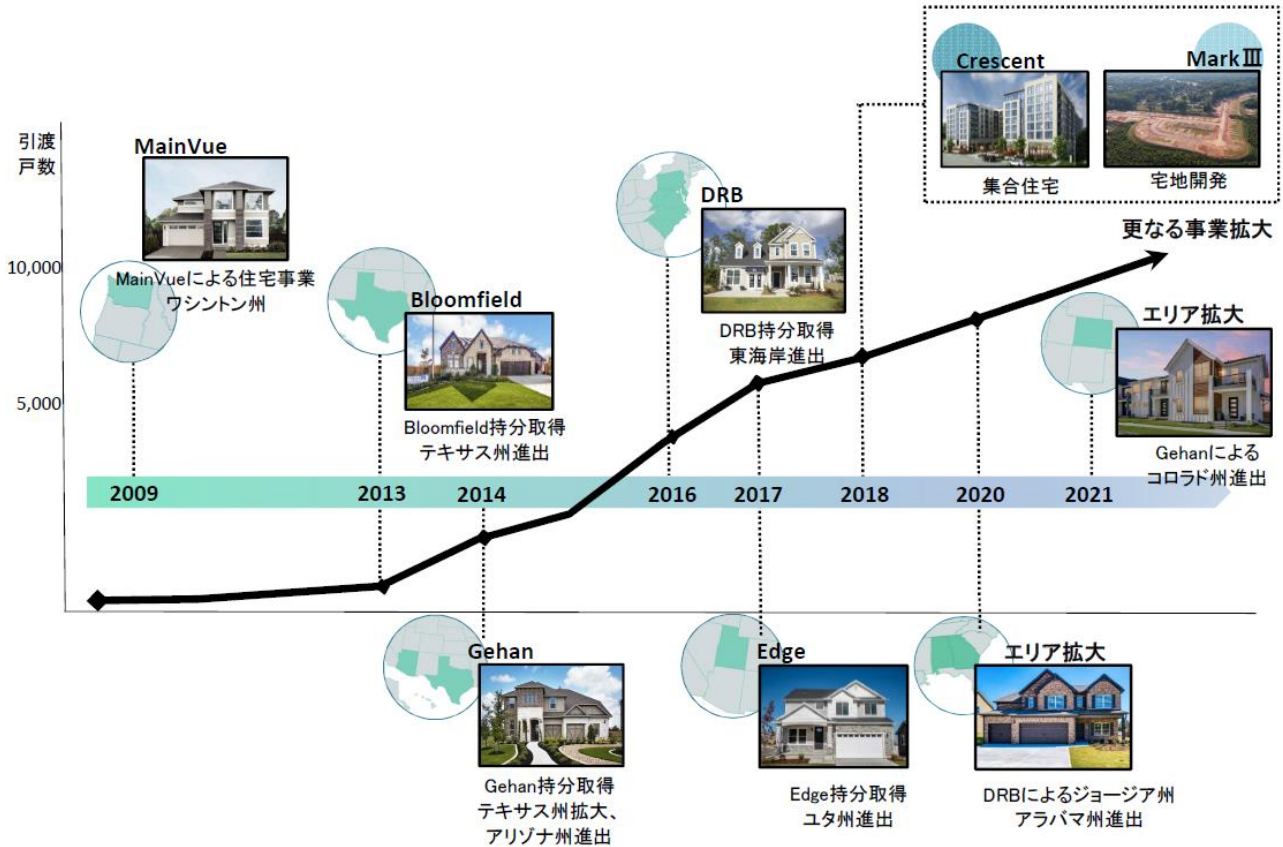 Crescent
MarkⅢ
集合住宅
宅地開発
引渡
戸数
MainVue
MainVueによる住宅事業
ワシントン州
DRB
DRB持分取得
東海岸進出
更なる事業拡大
10,000
Bloomfield
Bloomfield持分取得
テキサス州進出
エリア拡大
Gehanによる
コロラド州進出
5,000
2009
2013
2014
2016
2017
2018
2020
2021
Gehan
Gehan持分取得
テキサス州拡大、
アリゾナ州進出
Edge
Edge持分取得
ユタ州進出
エリア拡大
DRBによるジョージア州
アラバマ州進出